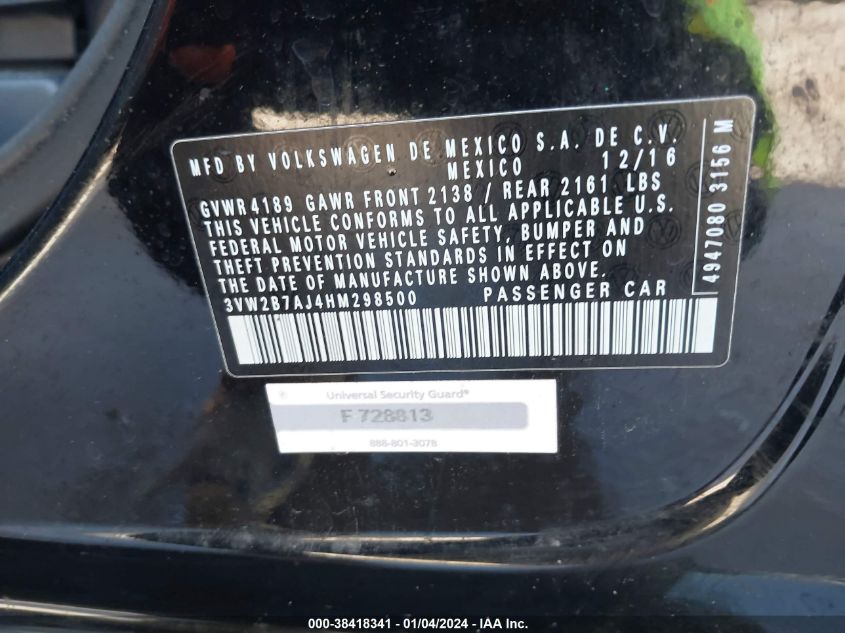 MFD BY VOLKSWAGEN DE MEXICO S.A. DE C.V.
MEXICO 12/16
GVWR4189 GAWR FRONT 2138 / REAR 2161 LBS
THIS VEHICLE CONFORMS TO ALL APPLICABLE U.S.
FEDERAL MOTOR VEHICLE SAFETY, BUMPER AND
THEFT PREVENTION STANDARDS IN EFFECT ON
THE DATE OF MANUFACTURE SHOWN ABOVE.
3VW2B7AJ4HM298500 PASSENGER CAR
4947080 3156 M
Universal Security Guard®
F 728813
888-801-3078
000-38418341 - 01/04/2024 - IAA Inc.